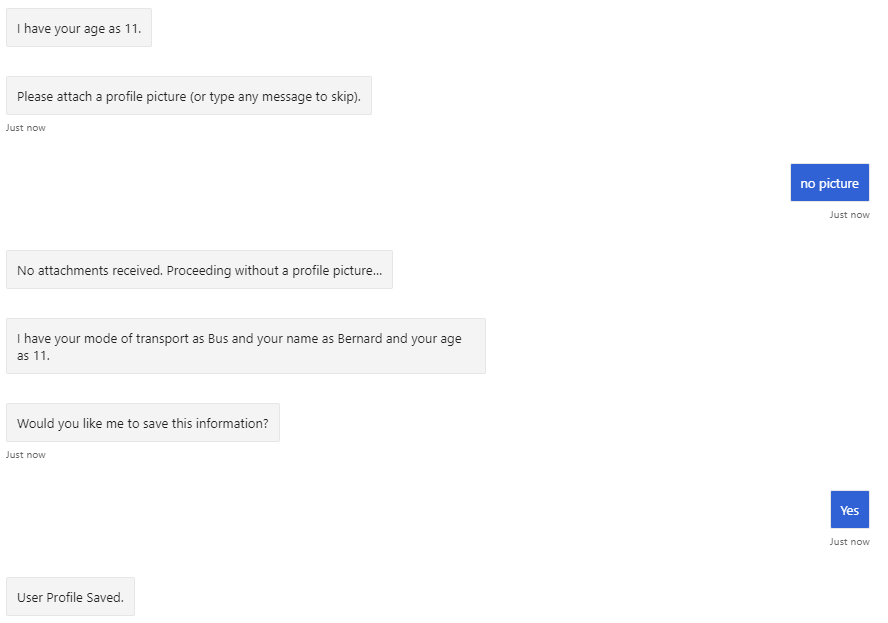 I have your age as 11.
Please attach a profile picture (or type any message to skip).
Just now
no picture
Just now
No attachments received. Proceeding without a profile picture...
I have your mode of transport as Bus and your name as Bernard and your age
as 11.
Would you like me to save this information?
Just now
Yes
Just now
User Profile Saved.